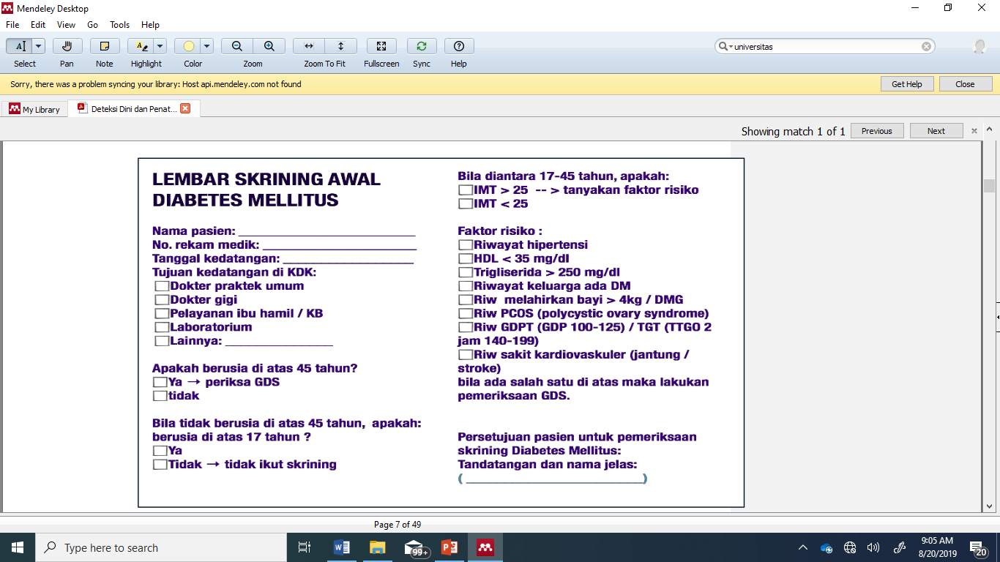 Mendeley Desktop
File Edit View Go Tools Help
Select Pan Note Highlight Color Zoom Zoom To Fit Fullscreen Sync Help
universitas
Sorry, there was a problem syncing your library: Host api.mendeley.com not found
Get Help Close
My Library
Deteksi Dini dan Penat...
Showing match 1 of 1 Previous Next
LEMBAR SKRINING AWAL
DIABETES MELLITUS
Nama pasien: ____________________________
No. rekam medik: ________________________
Tanggal kedatangan: _____________________
Tujuan kedatangan di KDK:
Dokter praktek umum
Dokter gigi
Pelayanan ibu hamil / KB
Laboratorium
Lainnya: _________________
Apakah berusia di atas 45 tahun?
Ya → periksa GDS
tidak
Bila tidak berusia di atas 45 tahun, apakah:
berusia di atas 17 tahun ?
Ya
Tidak → tidak ikut skrining
Bila diantara 17-45 tahun, apakah:
IMT > 25 -- > tanyakan faktor risiko
IMT < 25
Faktor risiko :
Riwayat hipertensi
HDL < 35 mg/dl
Trigliserida > 250 mg/dl
Riwayat keluarga ada DM
Riw melahirkan bayi > 4kg / DMG
Riw PCOS (polycystic ovary syndrome)
Riw GDPT (GDP 100-125) / TGT (TTGO 2
jam 140-199)
Riw sakit kardiovaskuler (jantung /
stroke)
bila ada salah satu di atas maka lakukan
pemeriksaan GDS.
Persetujuan pasien untuk pemeriksaan
skrining Diabetes Mellitus:
Tandatangan dan nama jelas:
( ____________________________)
Page 7 of 49
Type here to search
99+
9:05 AM
8/20/2019
20